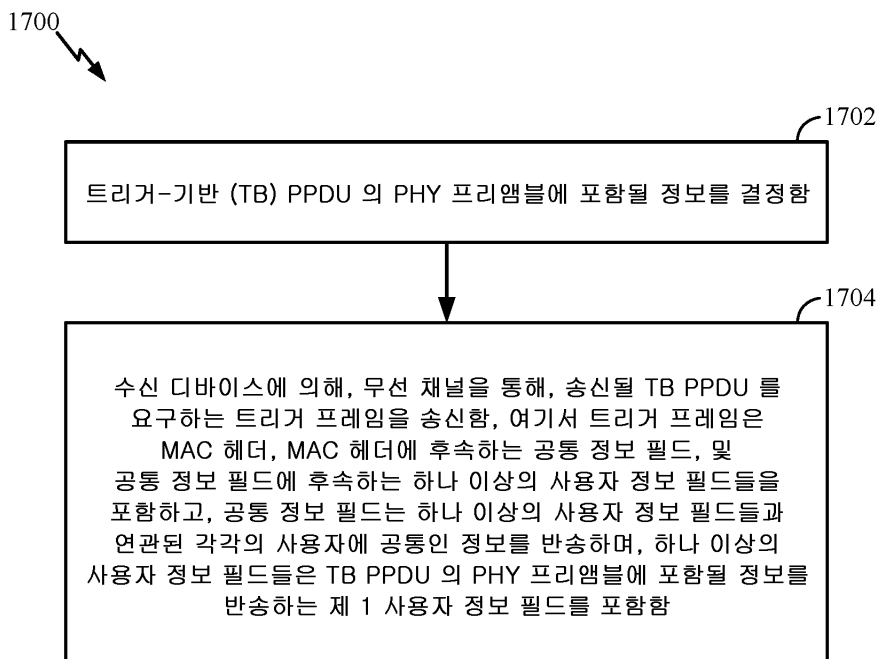 1700
1702
트리거-기반 (TB) PPDU 의 PHY 프리앰블에 포함될 정보를 결정함
1704
수신 디바이스에 의해, 무선 채널을 통해, 송신될 TB PPDU 를
요구하는 트리거 프레임을 송신함, 여기서 트리거 프레임은
MAC 헤더, MAC 헤더에 후속하는 공통 정보 필드, 및
공통 정보 필드에 후속하는 하나 이상의 사용자 정보 필드들을
포함하고, 공통 정보 필드는 하나 이상의 사용자 정보 필드들과
연관된 각각의 사용자에 공통인 정보를 반송하며, 하나 이상의
사용자 정보 필드들은 TB PPDU 의 PHY 프리앰블에 포함될 정보를
반송하는 제 1 사용자 정보 필드를 포함함